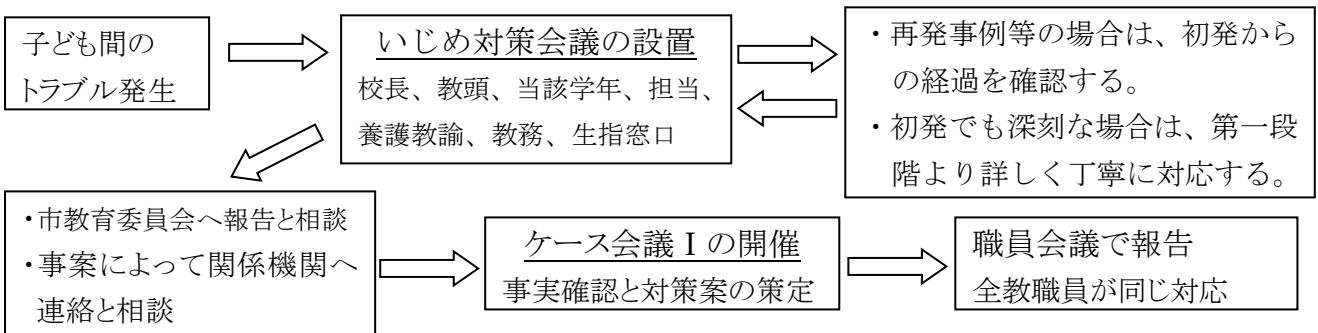 子ども間の
トラブル発生
いじめ対策会議の設置
校長、教頭、当該学年、担当、
養護教諭、教務、生指窓口
・再発事例等の場合は、初発から
の経過を確認する。
・初発でも深刻な場合は、第一段
階より詳しく丁寧に対応する。
・市教育委員会へ報告と相談
・事案によって関係機関へ
連絡と相談
ケース会議Ⅰの開催
事実確認と対策案の策定
職員会議で報告
全教職員が同じ対応